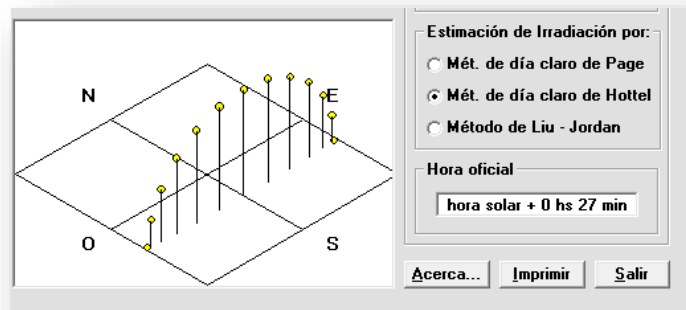 N
E
O
S
Estimación de Irradiación por:
Mét. de día claro de Page
Mét. de día claro de Hottel
Método de Liu - Jordan
Hora oficial
hora solar + 0 hs 27 min
Acerca...
Imprimir
Salir